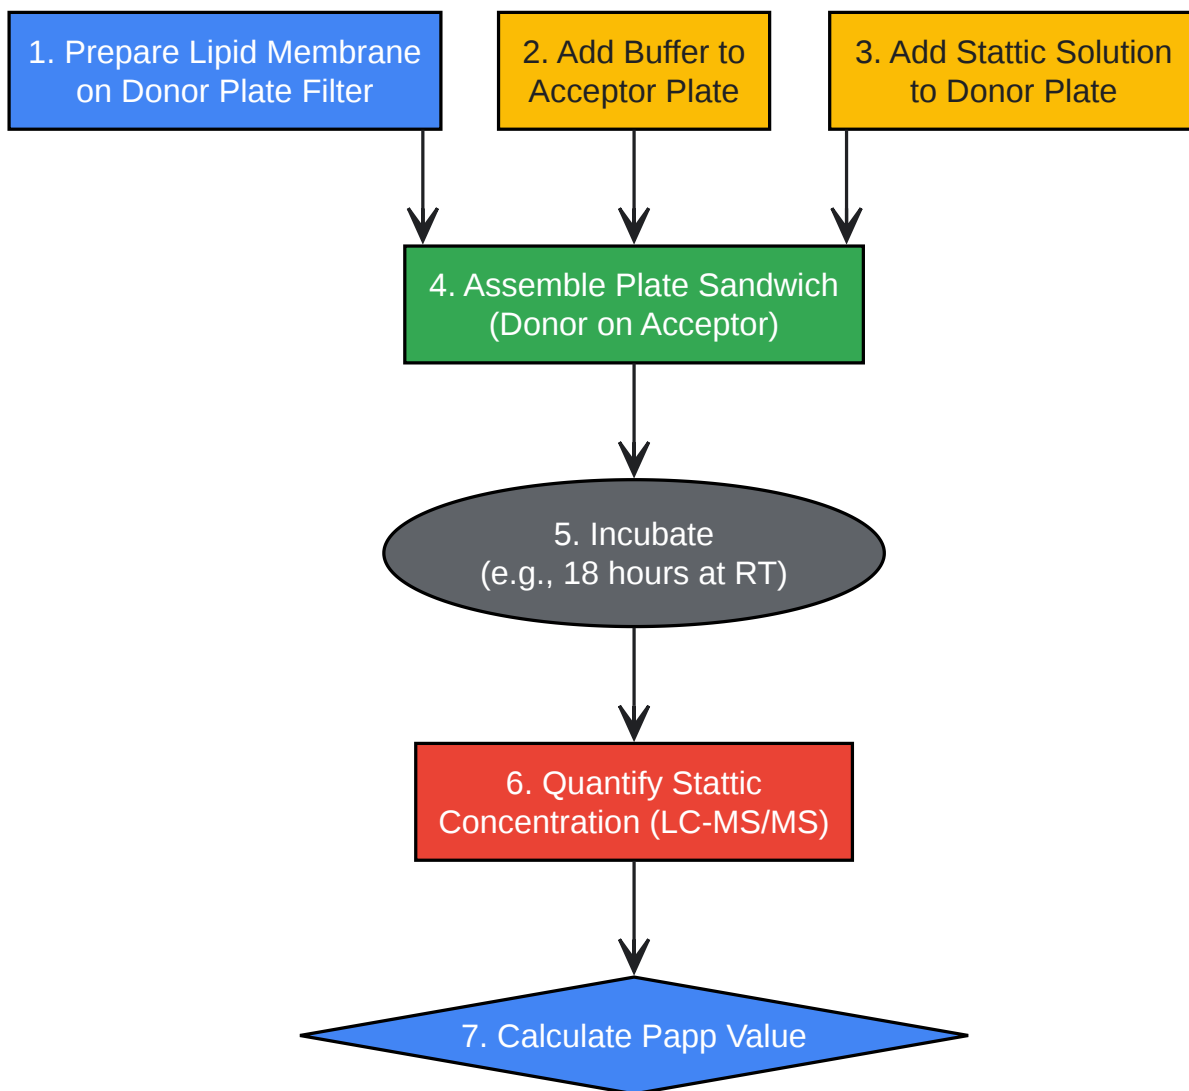 1. Prepare Lipid Membrane
on Donor Plate Filter
2. Add Buffer to
Acceptor Plate
3. Add Stattic Solution
to Donor Plate
4. Assemble Plate Sandwich
(Donor on Acceptor)
5. Incubate
(e.g., 18 hours at RT)
6. Quantify Stattic
Concentration (LC-MS/MS)
7. Calculate Papp Value